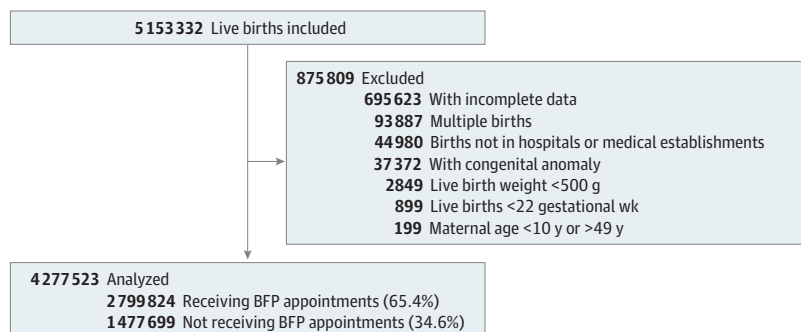 5 153 332 Live births included
875 809 Excluded
695 623 With incomplete data
93 887 Multiple births
44 980 Births not in hospitals or medical establishments
37 372 With congenital anomaly
2849 Live birth weight <500 g
899 Live births <22 gestational wk
199 Maternal age <10 y or >49 y
4 277 523 Analyzed
2 799 824 Receiving BFP appointments (65.4%)
1 477 699 Not receiving BFP appointments (34.6%)